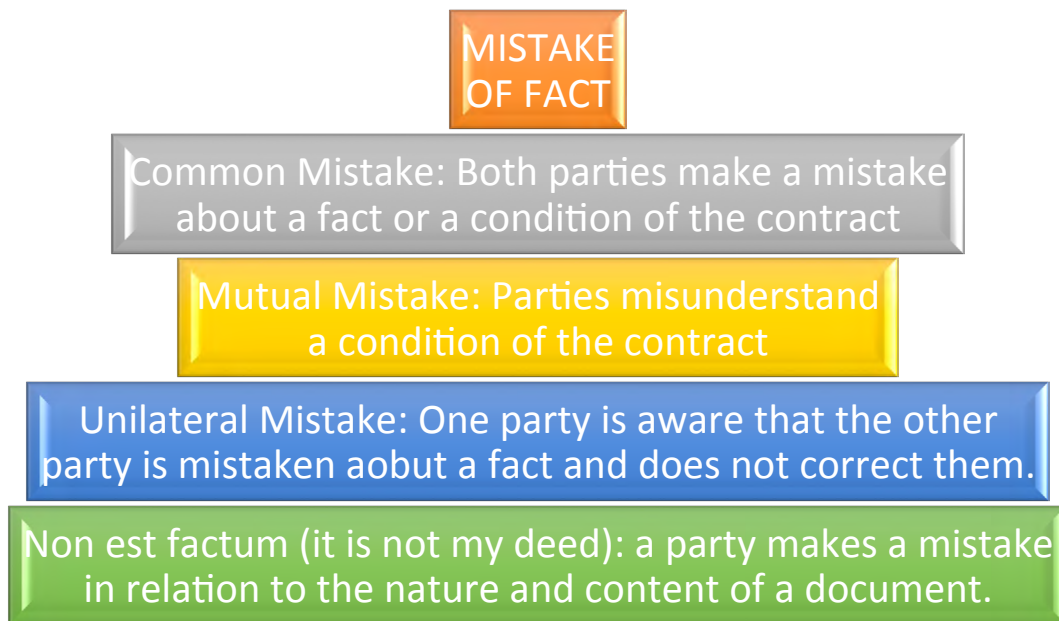 MISTAKE
OF FACT
Common Mistake: Both parties make a mistake
about a fact or a condition of the contract
Mutual Mistake: Parties misunderstand
a condition of the contract
Unilateral Mistake: One party is aware that the other
party is mistaken aobut a fact and does not correct them.
Non est factum (it is not my deed): a party makes a mistake
in relation to the nature and content of a document.